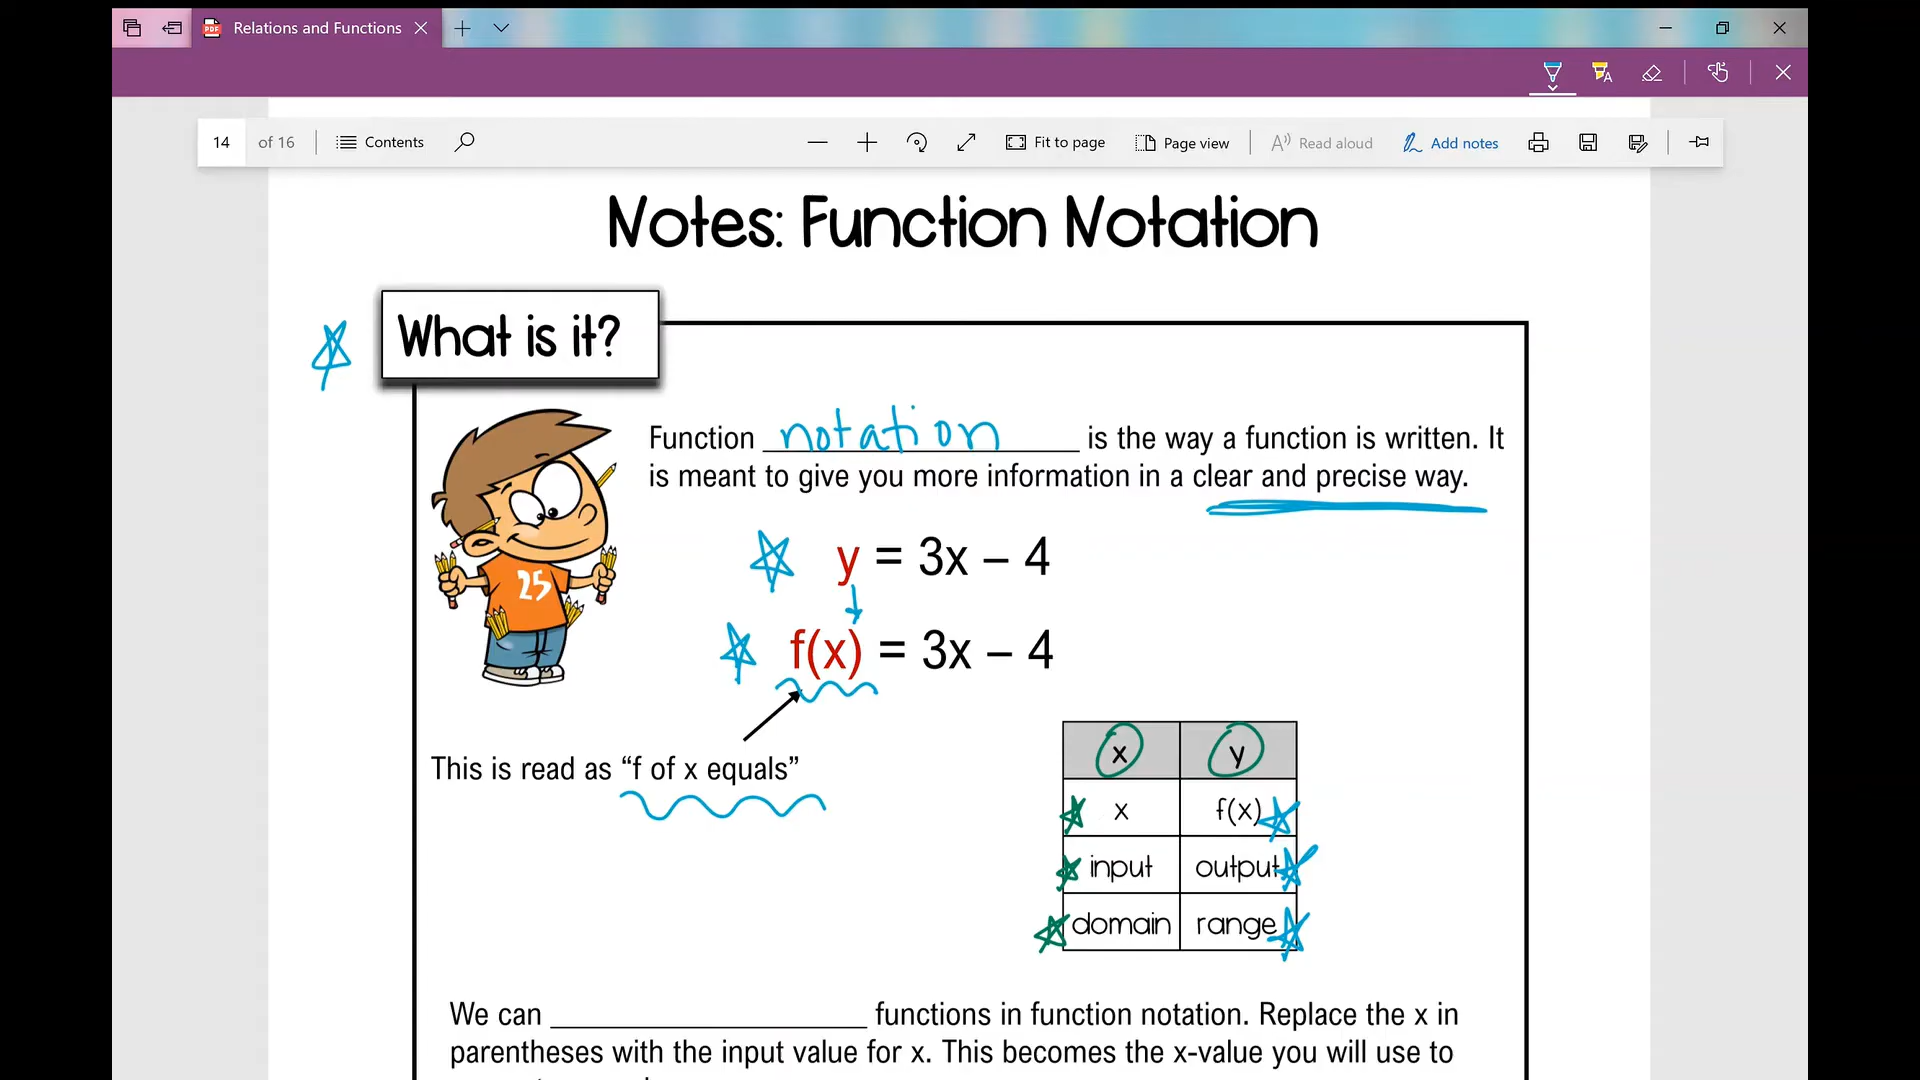 Relations and Functions
14 of 16 Contents Fit to page Page view Read aloud Add notes
Notes: Function Notation
What is it?
Function notation is the way a function is written. It
is meant to give you more information in a clear and precise way.
25
y = 3x – 4
f(x) = 3x – 4
This is read as “f of x equals”
x y
x f(x)
input output
domain range
We can ____________________ functions in function notation. Replace the x in
parentheses with the input value for x. This becomes the x-value you will use to